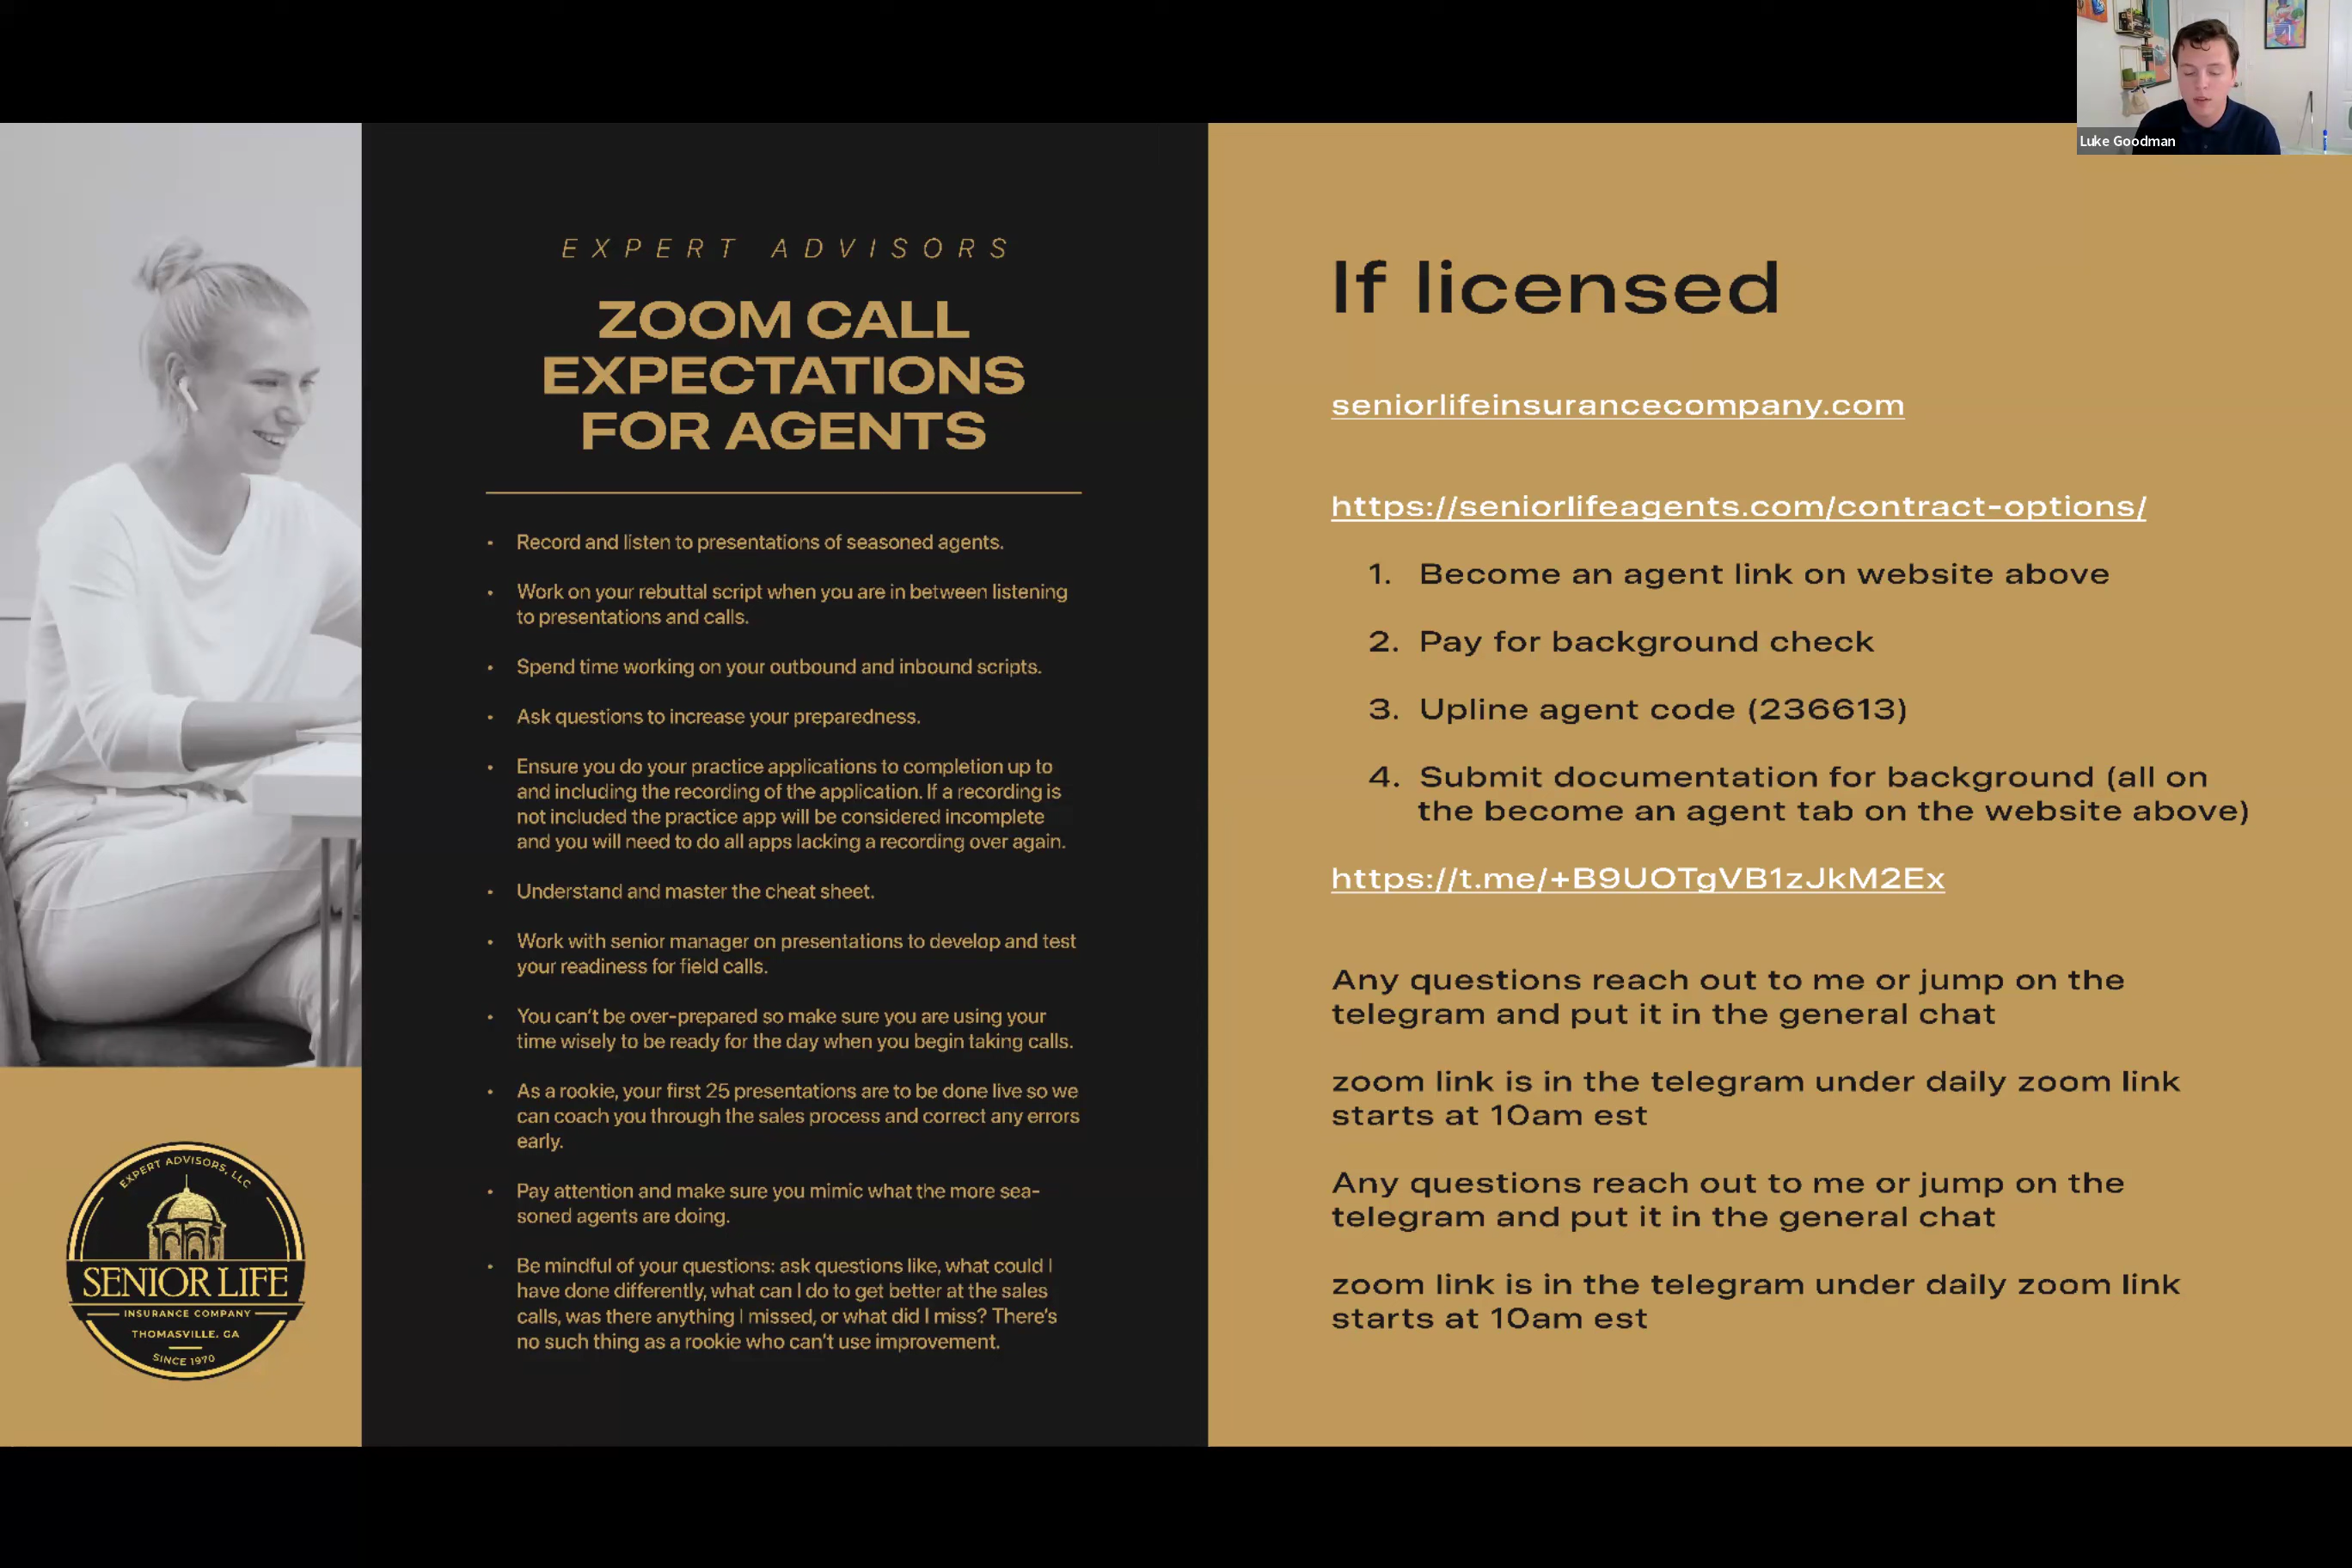 Luke Goodman
EXPERT ADVISORS
ZOOM CALL
EXPECTATIONS
FOR AGENTS
• Record and listen to presentations of seasoned agents.
• Work on your rebuttal script when you are in between listening
to presentations and calls.
• Spend time working on your outbound and inbound scripts.
• Ask questions to increase your preparedness.
• Ensure you do your practice applications to completion up to
and including the recording of the application. If a recording is
not included the practice app will be considered incomplete
and you will need to do all apps lacking a recording over again.
• Understand and master the cheat sheet.
• Work with senior manager on presentations to develop and test
your readiness for field calls.
• You can't be over-prepared so make sure you are using your
time wisely to be ready for the day when you begin taking calls.
• As a rookie, your first 25 presentations are to be done live so we
can coach you through the sales process and correct any errors
early.
• Pay attention and make sure you mimic what the more sea-
soned agents are doing.
• Be mindful of your questions: ask questions like, what could I
have done differently, what can I do to get better at the sales
calls, was there anything I missed, or what did I miss? There's
no such thing as a rookie who can't use improvement.
EXPERT ADVISORS, LLC
SENIOR LIFE
INSURANCE COMPANY
THOMASVILLE, GA
SINCE 1970
If licensed
seniorlifeinsurancecompany.com
https://seniorlifeagents.com/contract-options/
1. Become an agent link on website above
2. Pay for background check
3. Upline agent code (236613)
4. Submit documentation for background (all on
the become an agent tab on the website above)
https://t.me/+B9UOTgVB1zJkM2Ex
Any questions reach out to me or jump on the
telegram and put it in the general chat
zoom link is in the telegram under daily zoom link
starts at 10am est
Any questions reach out to me or jump on the
telegram and put it in the general chat
zoom link is in the telegram under daily zoom link
starts at 10am est